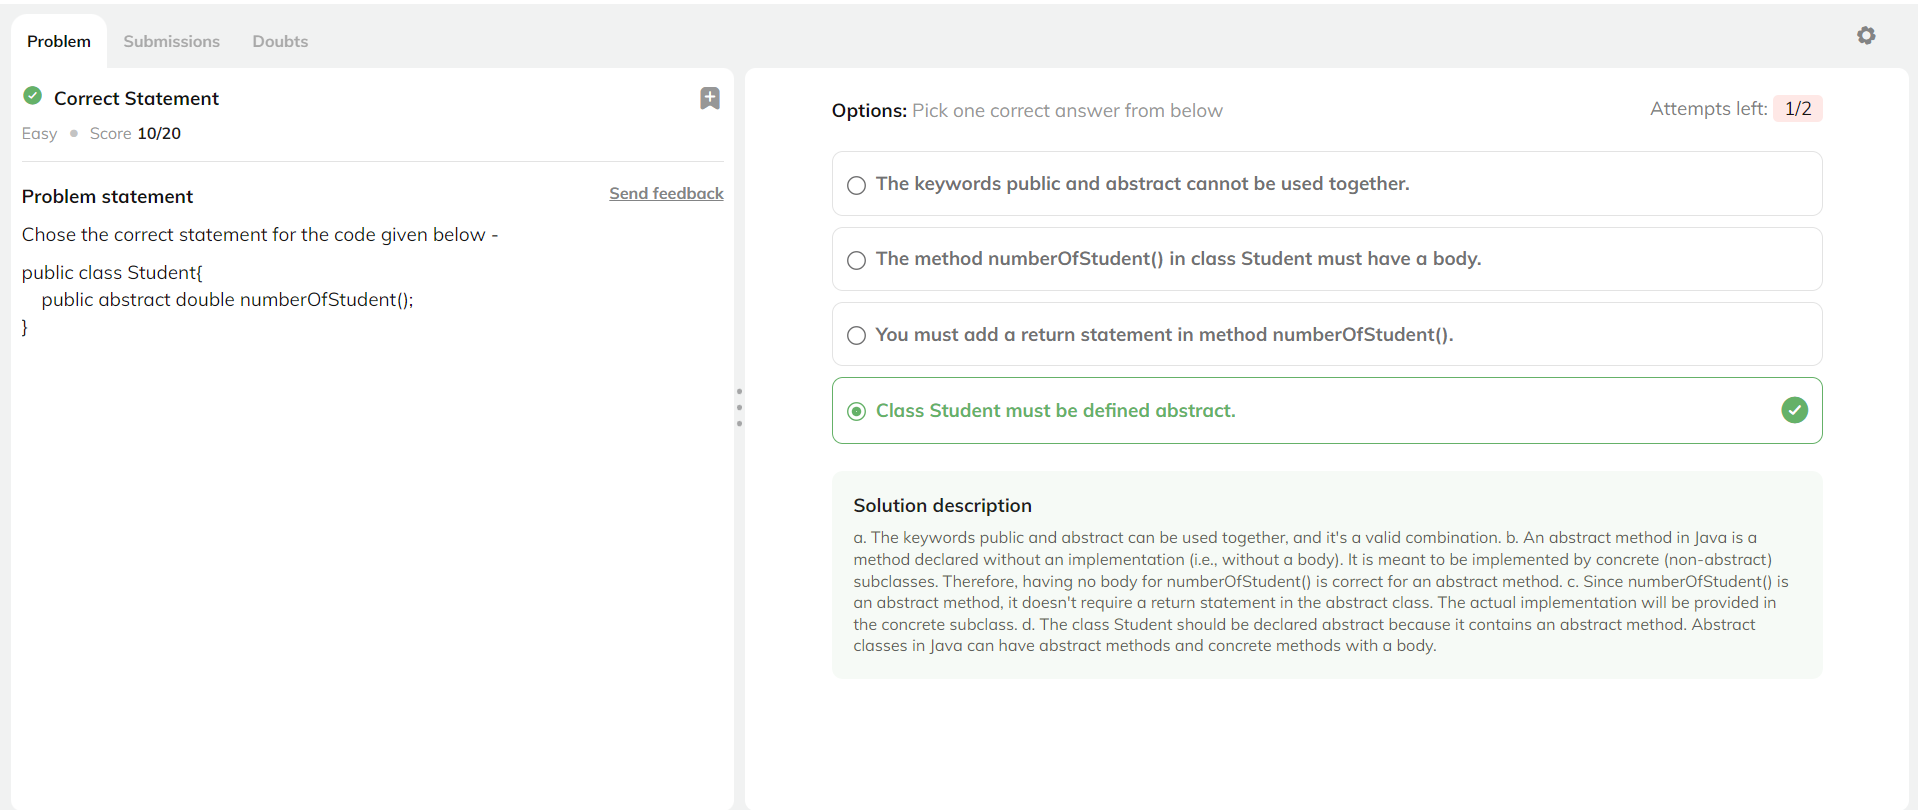 Problem
Submissions
Doubts
Correct Statement
Easy • Score 10/20
Problem statement
Send feedback
Chose the correct statement for the code given below -
public class Student{
public abstract double numberOfStudent();
}
Options: Pick one correct answer from below
Attempts left: 1/2
The keywords public and abstract cannot be used together.
The method numberOfStudent() in class Student must have a body.
You must add a return statement in method numberOfStudent().
Class Student must be defined abstract.
Solution description
a. The keywords public and abstract can be used together, and it's a valid combination. b. An abstract method in Java is a
method declared without an implementation (i.e., without a body). It is meant to be implemented by concrete (non-abstract)
subclasses. Therefore, having no body for numberOfStudent() is correct for an abstract method. c. Since numberOfStudent() is
an abstract method, it doesn't require a return statement in the abstract class. The actual implementation will be provided in
the concrete subclass. d. The class Student should be declared abstract because it contains an abstract method. Abstract
classes in Java can have abstract methods and concrete methods with a body.